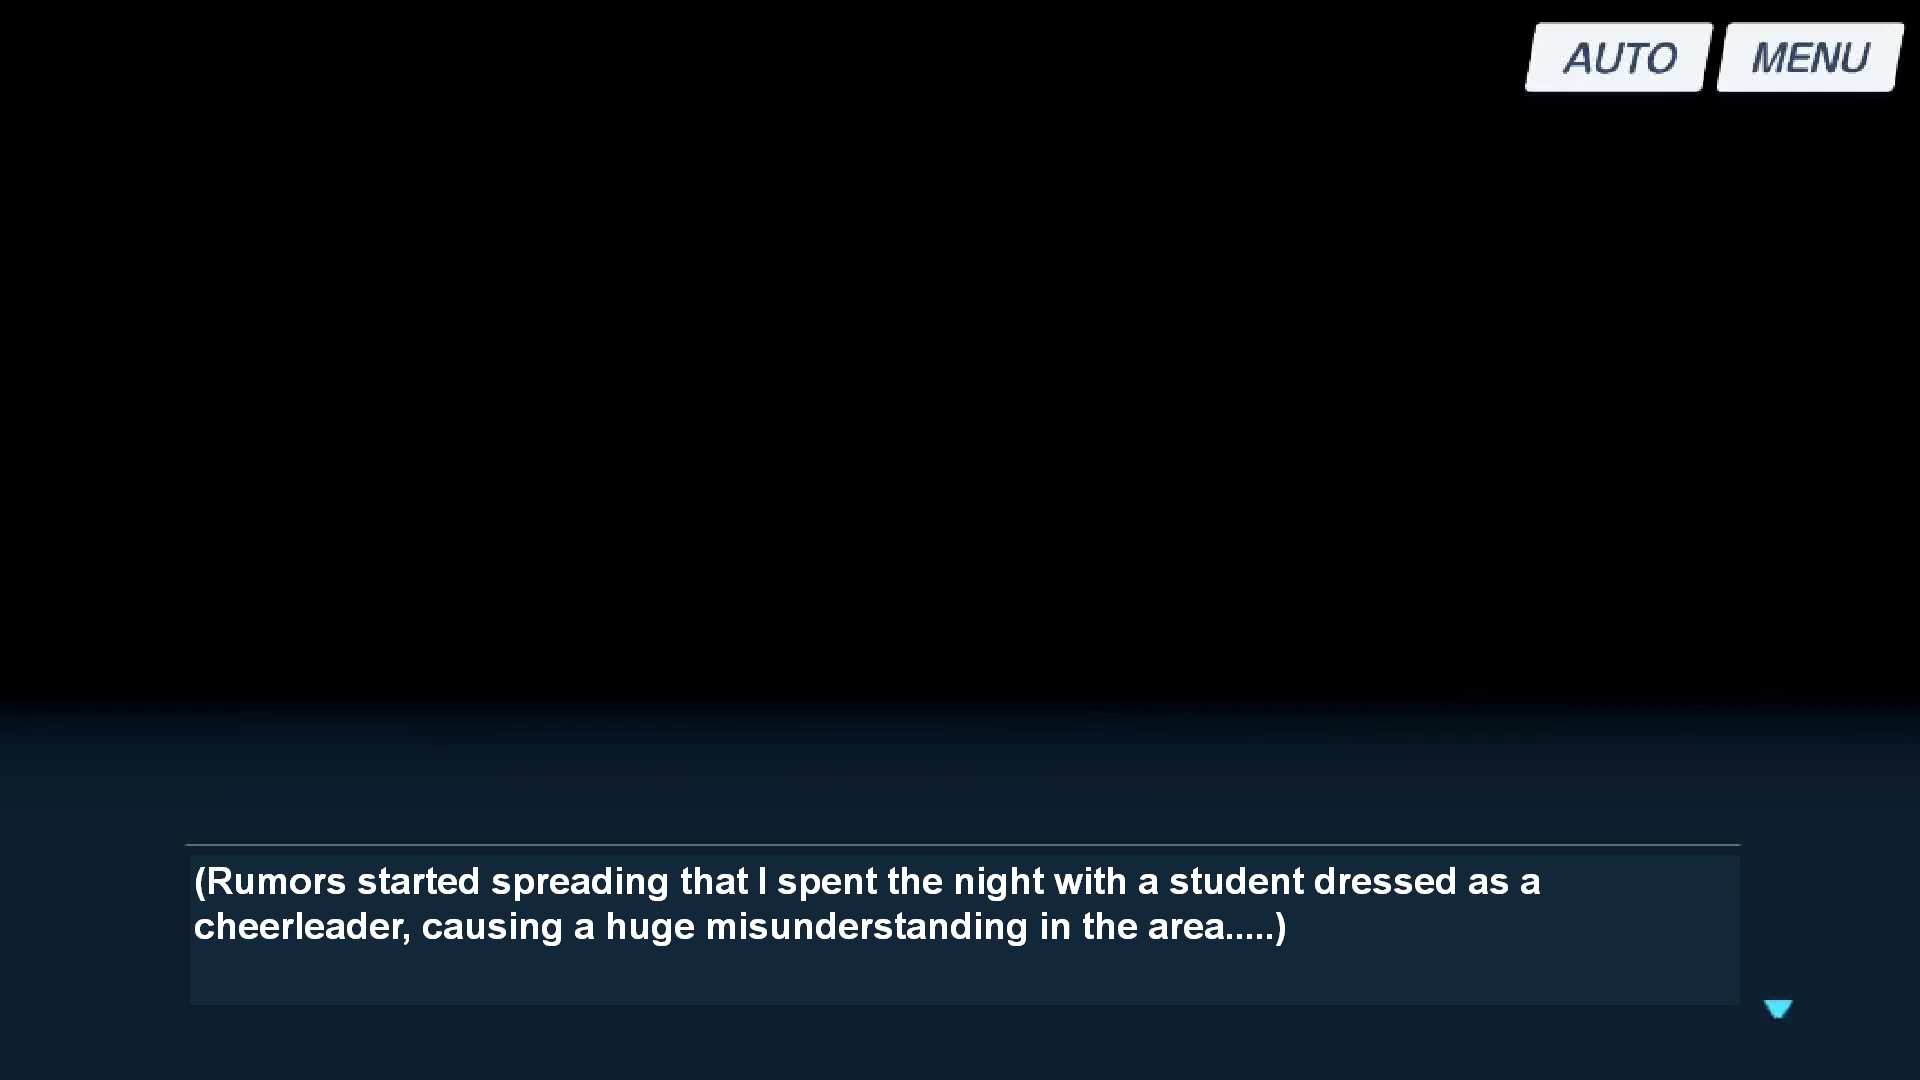 AUTO MENU
(Rumors started spreading that I spent the night with a student dressed as a
cheerleader, causing a huge misunderstanding in the area.....)